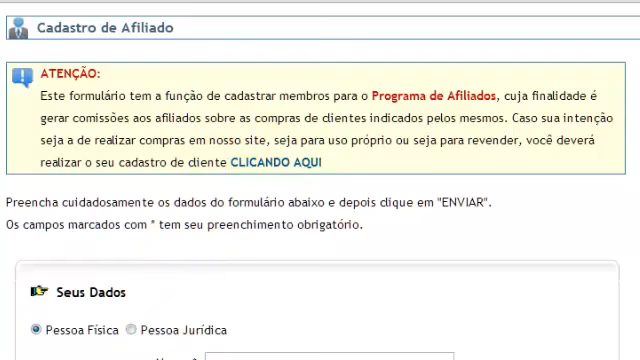 Cadastro de Afiliado
ATENÇÃO:
Este formulário tem a função de cadastrar membros para o Programa de Afiliados, cuja finalidade é
gerar comissões aos afiliados sobre as compras de clientes indicados pelos mesmos. Caso sua intenção
seja a de realizar compras em nosso site, seja para uso próprio ou seja para revender, você deverá
realizar o seu cadastro de cliente CLICANDO AQUI
Preencha cuidadosamente os dados do formulário abaixo e depois clique em "ENVIAR".
Os campos marcados com * tem seu preenchimento obrigatório.
Seus Dados
Pessoa Física Pessoa Jurídica